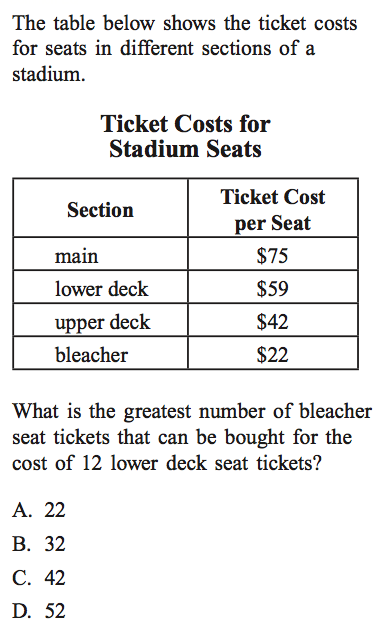 The table below shows the ticket costs
for seats in different sections of a
stadium.
Ticket Costs for
Stadium Seats
Section
Ticket Cost
per Seat
main $75
lower deck $59
upper deck $42
bleacher $22
What is the greatest number of bleacher
seat tickets that can be bought for the
cost of 12 lower deck seat tickets?
A. 22
B. 32
C. 42
D. 52